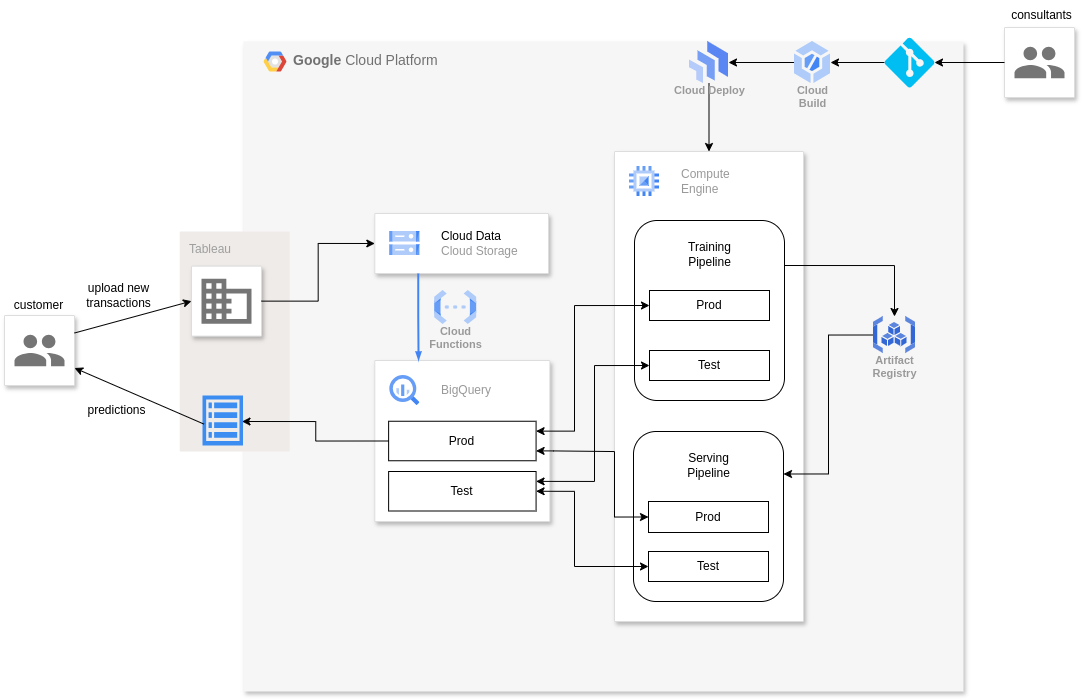 consultants
Google Cloud Platform
Cloud Deploy
Cloud
Build
Compute
Engine
Cloud Data
Cloud Storage
Training
Pipeline
Tableau
upload new
transactions
customer
Prod
Cloud
Functions
Artifact
Registry
Test
BigQuery
predictions
Prod
Test
Serving
Pipeline
Prod
Test